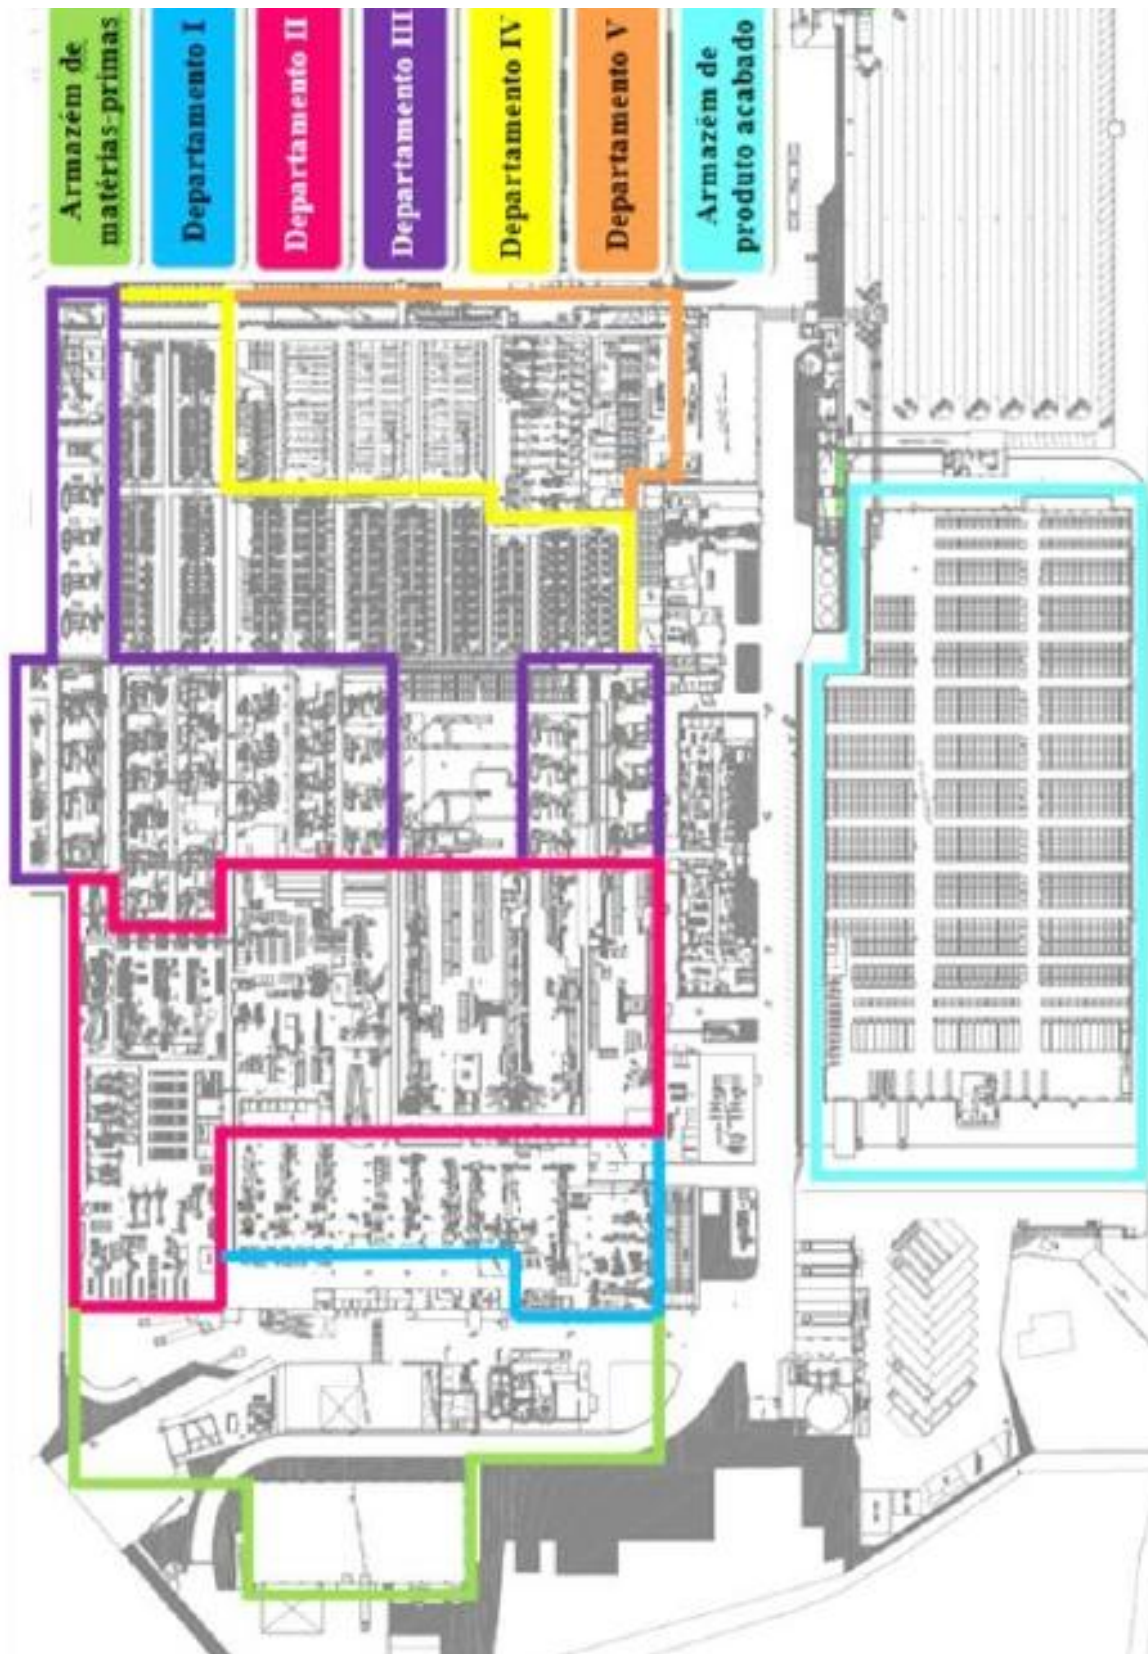 Armazém de
matérias-primas
Departamento I
Departamento II
Departamento III
Departamento IV
Departamento V
Armazém de
produto acabado